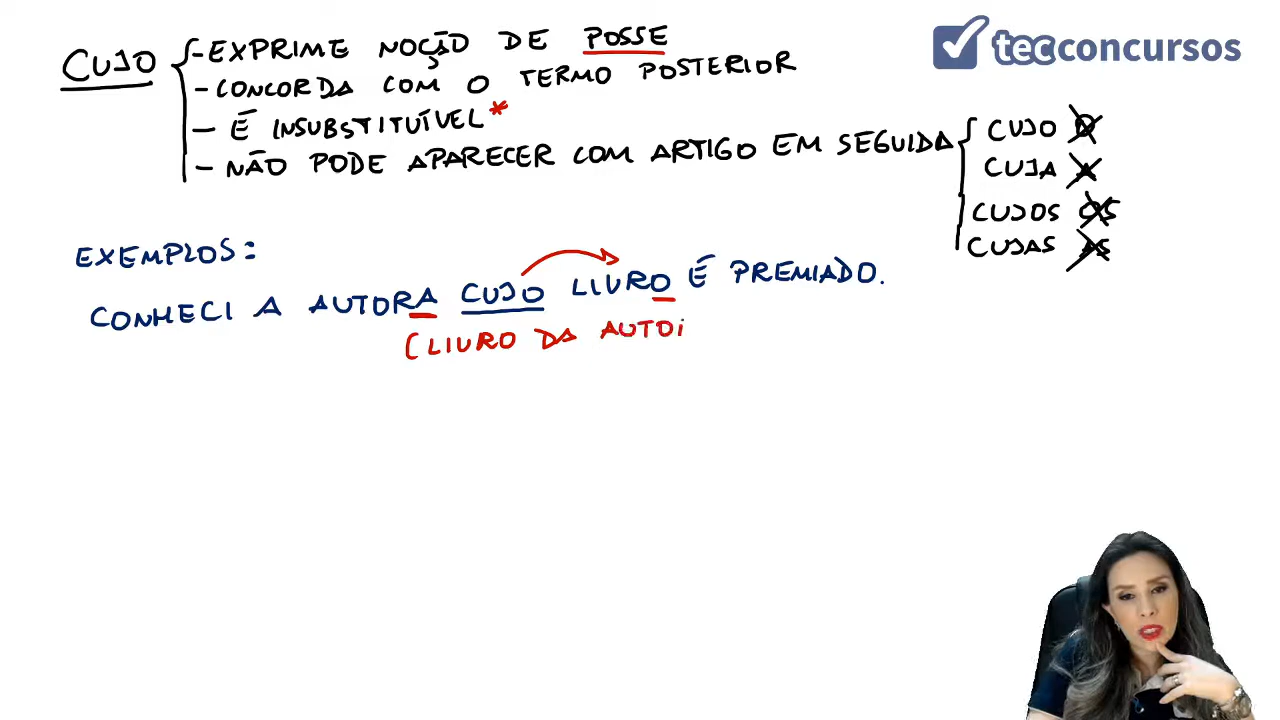 tecconcursos
CUJO
- EXPRIME NOÇÃO DE POSSE
- CONCORDA COM O TERMO POSTERIOR
- É INSUBSTITUÍVEL *
- NÃO PODE APARECER COM ARTIGO EM SEGUIDA
CUJO O
CUJA A
CUJOS OS
CUJAS AS
EXEMPLOS:
CONHECI A AUTORA CUJO LIVRO É PREMIADO.
(LIVRO DA AUTO